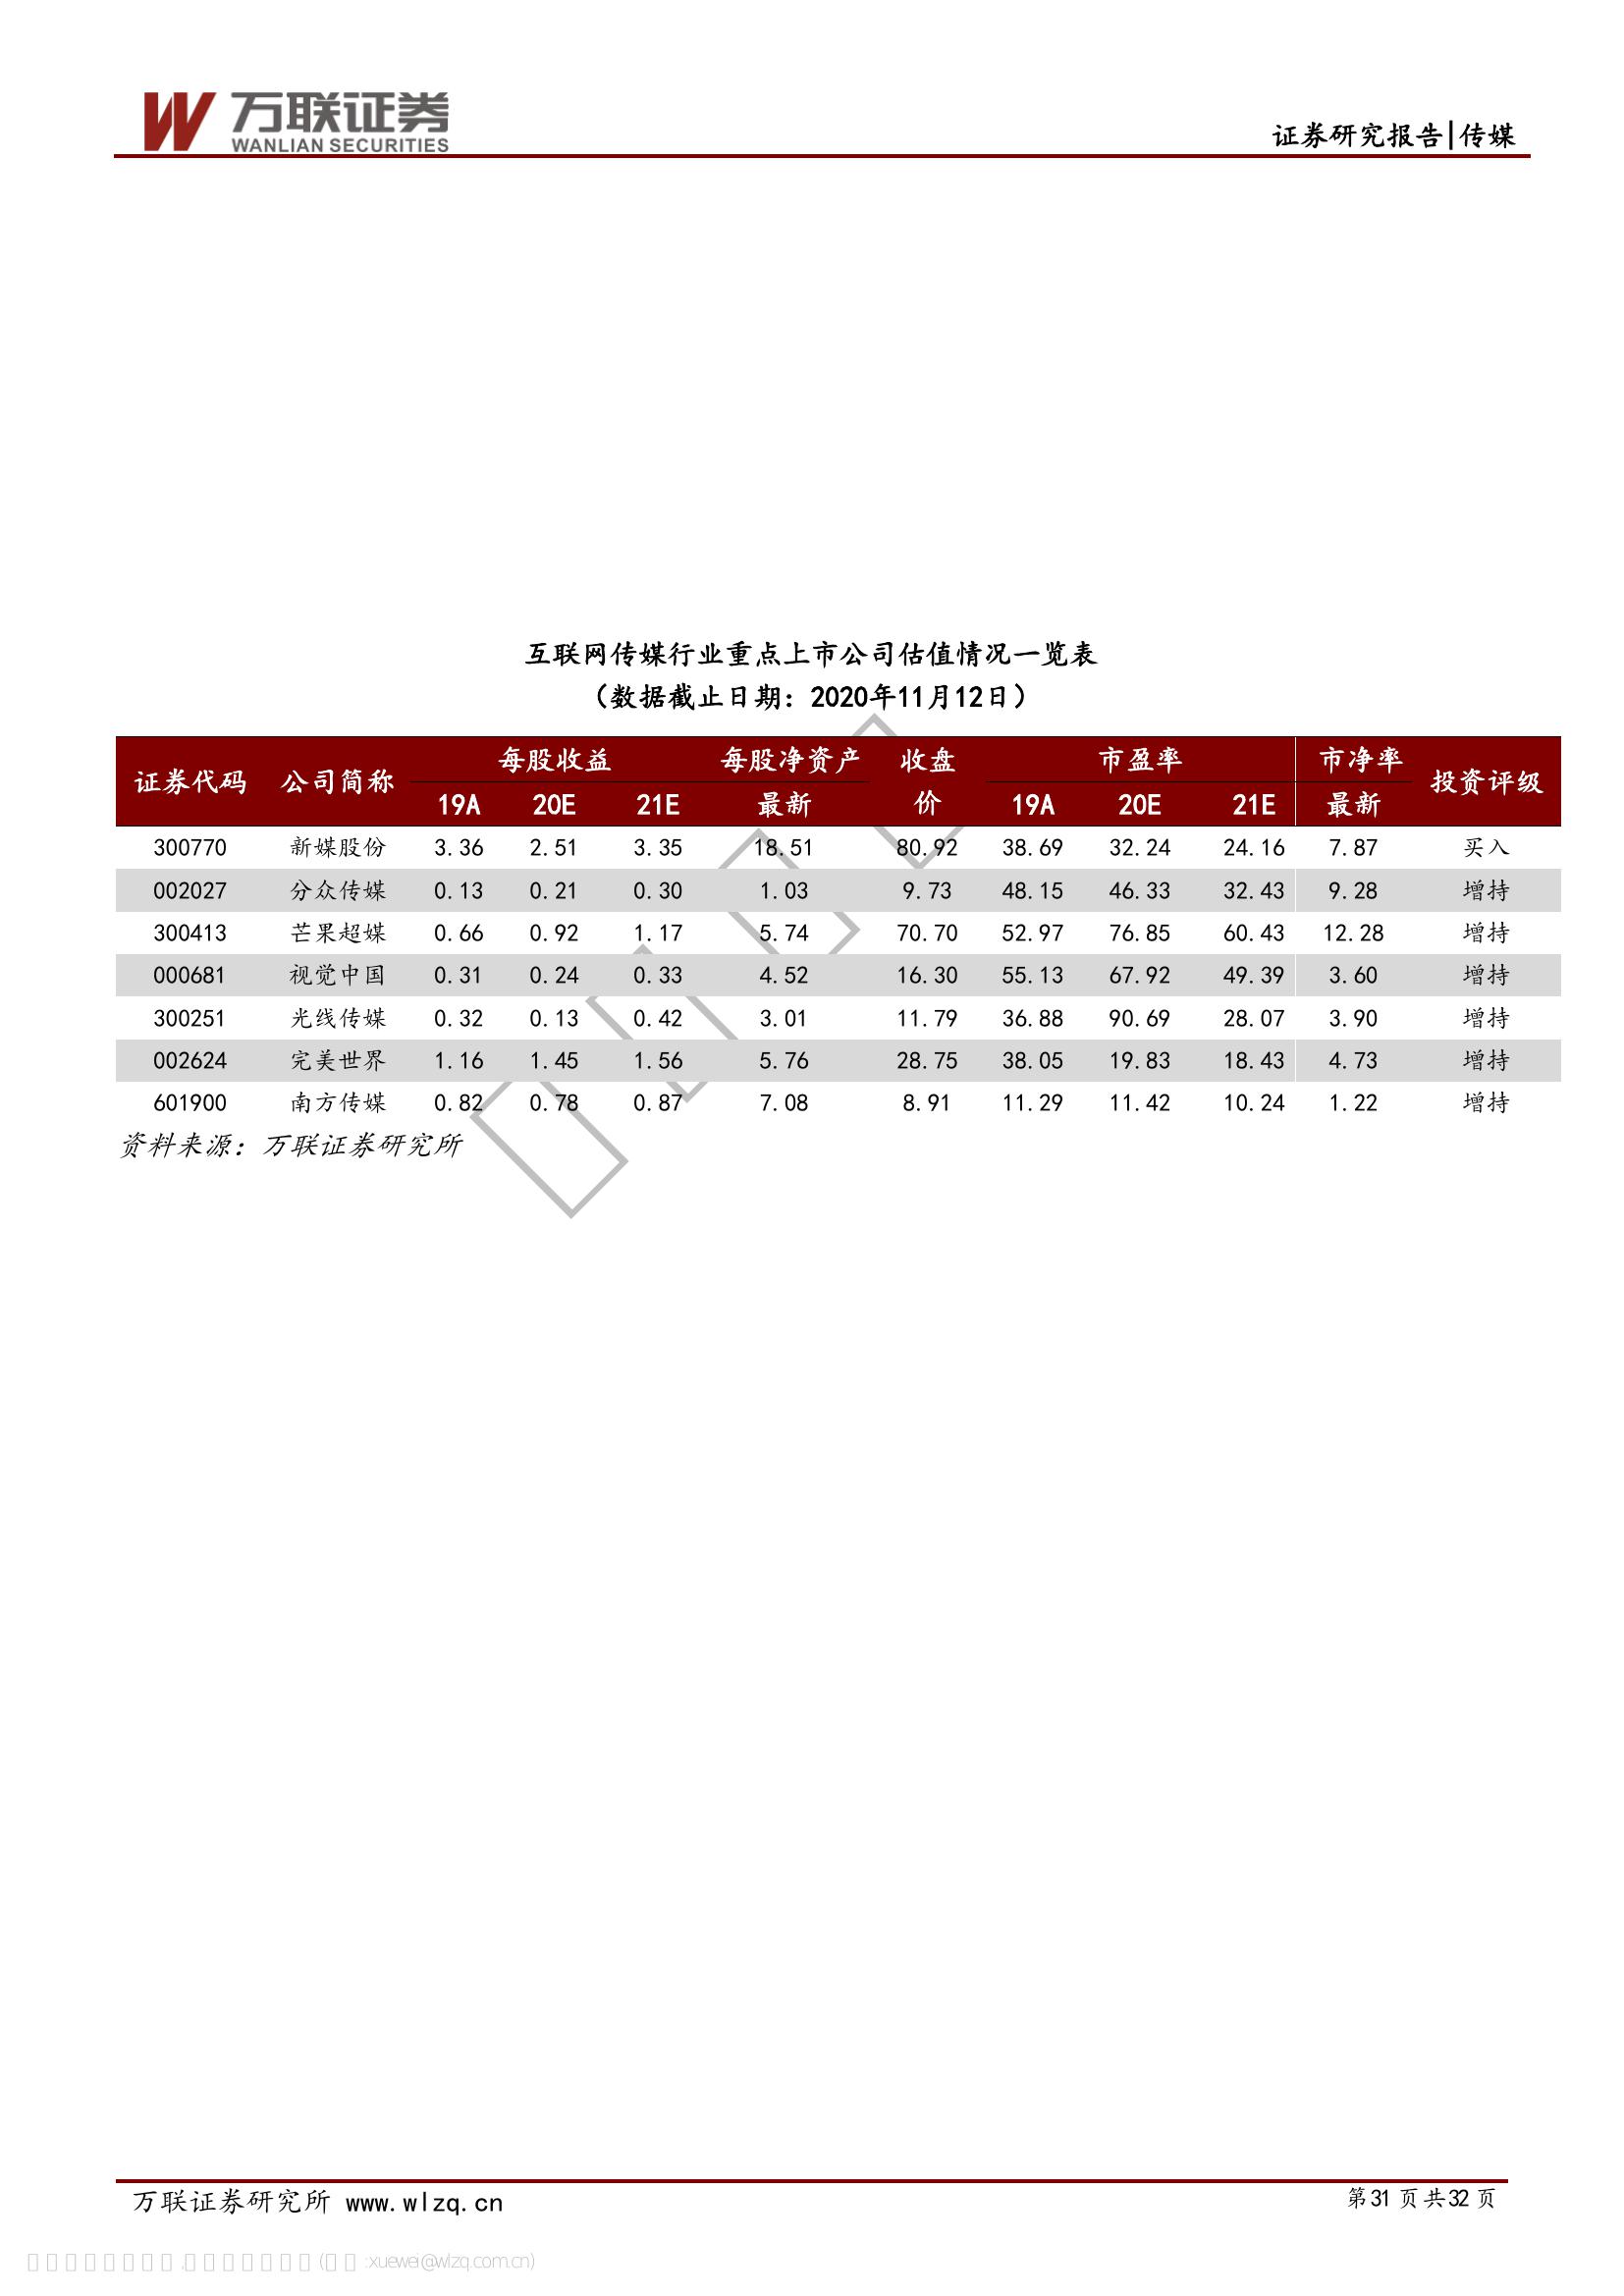 万联证券
WANLIAN SECURITIES
证券研究报告|传媒
互联网传媒行业重点上市公司估值情况一览表
（数据截止日期：2020年11月12日）
证券代码 公司简称 每股收益 每股净资产 收盘价 市盈率 市净率 投资评级
19A 20E 21E 最新 19A 20E 21E 最新
300770 新媒股份 3.36 2.51 3.35 18.51 80.92 38.69 32.24 24.16 7.87 买入
002027 分众传媒 0.13 0.21 0.30 1.03 9.73 48.15 46.33 32.43 9.28 增持
300413 芒果超媒 0.66 0.92 1.17 5.74 70.70 52.97 76.85 60.43 12.28 增持
000681 视觉中国 0.31 0.24 0.33 4.52 16.30 55.13 67.92 49.39 3.60 增持
300251 光线传媒 0.32 0.13 0.42 3.01 11.79 36.88 90.69 28.07 3.90 增持
002624 完美世界 1.16 1.45 1.56 5.76 28.75 38.05 19.83 18.43 4.73 增持
601900 南方传媒 0.82 0.78 0.87 7.08 8.91 11.29 11.42 10.24 1.22 增持
资料来源：万联证券研究所
万联证券研究所 www.wlzq.cn
第31页共32页
xuewei@wlzq.com.cn)